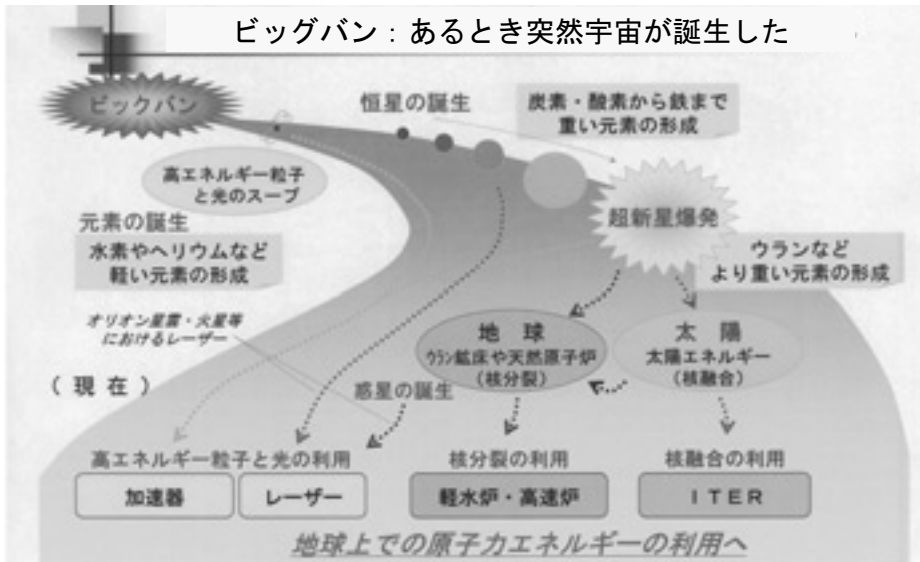 ビッグバン：あるとき突然宇宙が誕生した
ビックバン
恒星の誕生
炭素・酸素から鉄まで
重い元素の形成
高エネルギー粒子
と光のスープ
元素の誕生
水素やヘリウムなど
軽い元素の形成
超新星爆発
ウランなど
より重い元素の形成
オリオン星雲・火星等
におけるレーザー
地 球
ウラン鉱床や天然原子炉
(核分裂)
太 陽
太陽エネルギー
(核融合)
(現在)
惑星の誕生
高エネルギー粒子と光の利用
核分裂の利用
核融合の利用
加速器
レーザー
軽水炉・高速炉
ITER
地球上での原子力エネルギーの利用へ